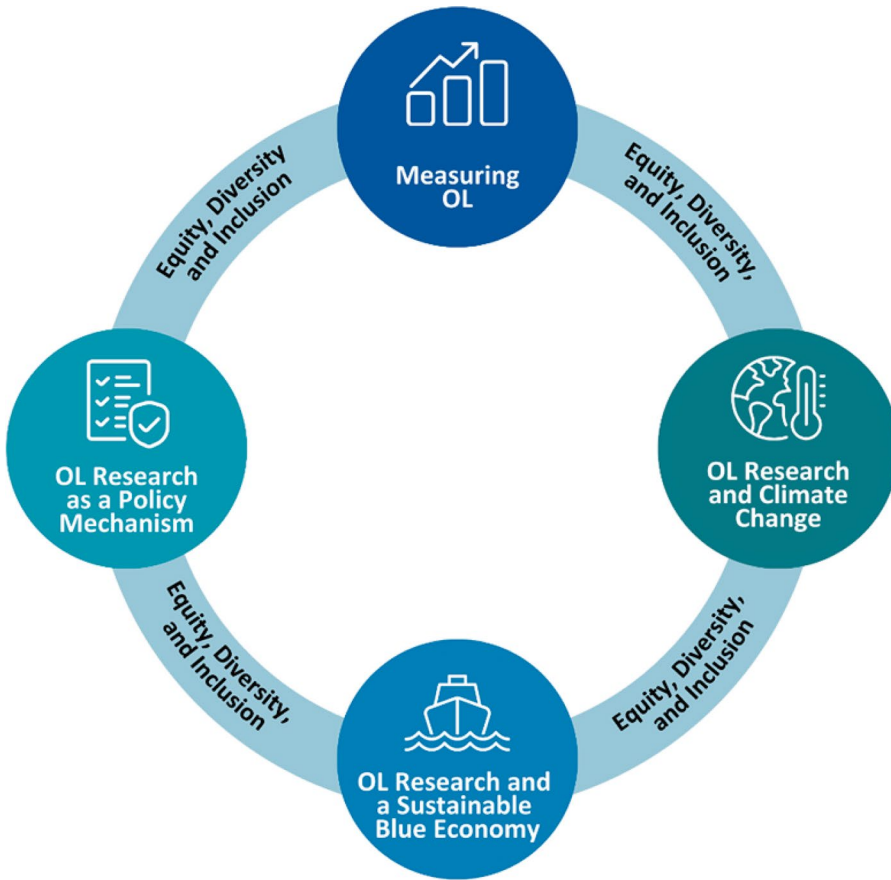 Measuring
OL
Equity, Diversity
and Inclusion
Equity, Diversity,
and Inclusion
OL Research
as a Policy
Mechanism
OL Research
and Climate
Change
Equity, Diversity,
and Inclusion
Equity, Diversity,
and Inclusion
OL Research and
a Sustainable
Blue Economy